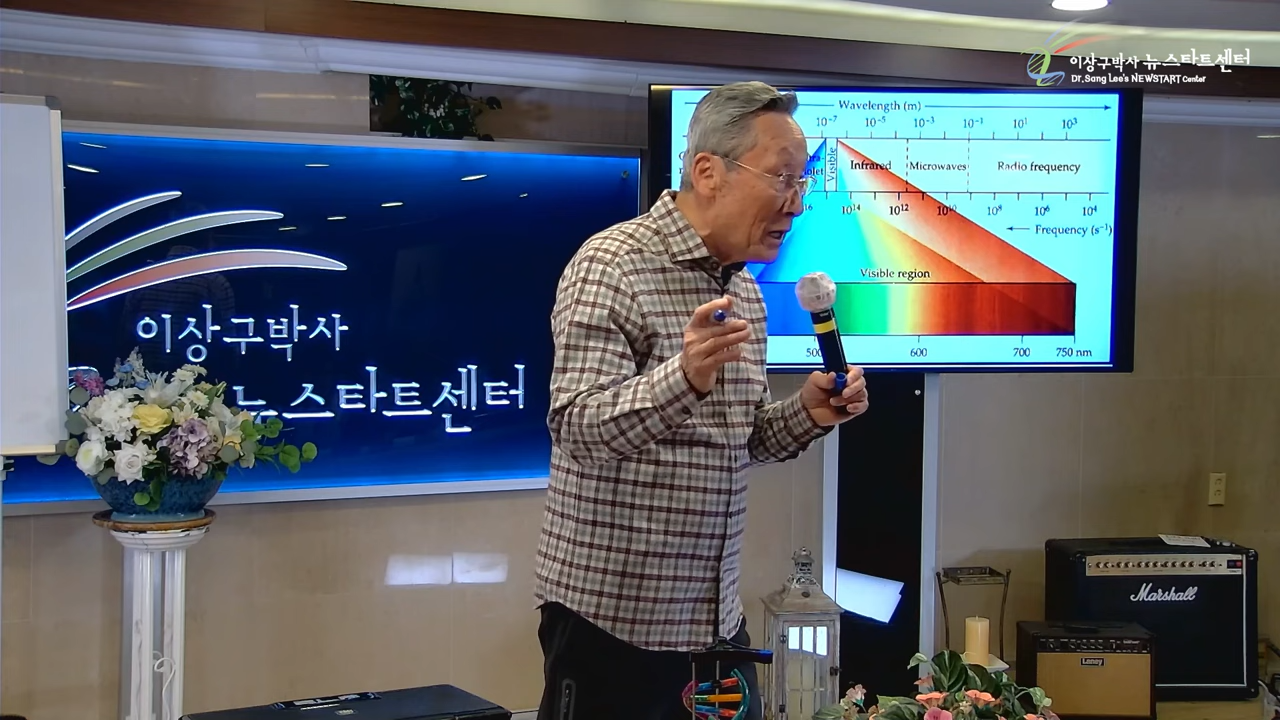 이상구박사 뉴스타트센터
Dr. Sang Lee's NEWSTART Center
Wavelength (m)
10⁻⁷ 10⁻⁵ 10⁻³ 10⁻¹ 10¹ 10³
Visible
Infrared
Microwaves
Radio frequency
10¹⁴ 10¹² 10¹⁰ 10⁸ 10⁶ 10⁴
Frequency (s⁻¹)
Visible region
600 700 750 nm
이상구박사
뉴스타트센터
Marshall
Laney